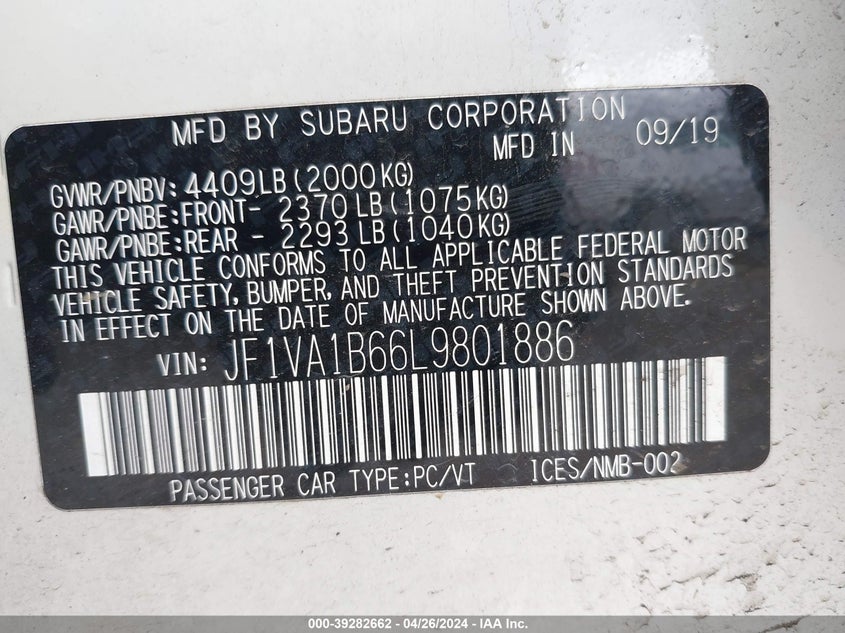 MFD BY SUBARU CORPORATION
MFD IN 09/19
GVWR/PNBV: 4409LB (2000KG)
GAWR/PNBE:FRONT- 2370 LB (1075KG)
GAWR/PNBE:REAR - 2293 LB (1040KG)
THIS VEHICLE CONFORMS TO ALL APPLICABLE FEDERAL MOTOR
VEHICLE SAFETY, BUMPER, AND THEFT PREVENTION STANDARDS
IN EFFECT ON THE DATE OF MANUFACTURE SHOWN ABOVE.
VIN: JF1VA1B66L9801886
PASSENGER CAR TYPE:PC/VT ICES/NMB-002
000-39282662 - 04/26/2024 - IAA Inc.